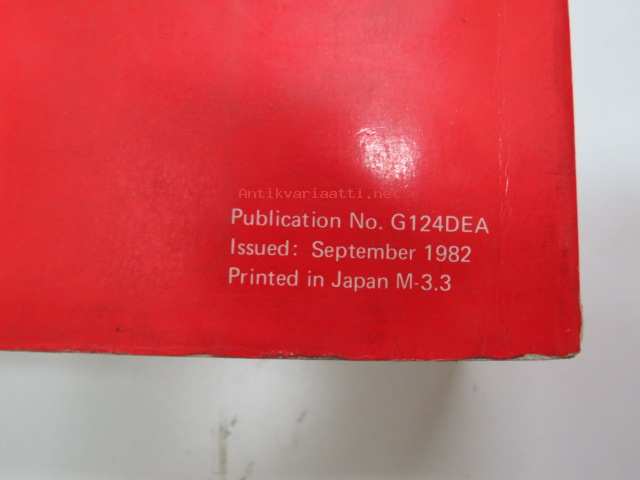 Antikvariaatti.net
Publication No. G124DEA
Issued: September 1982
Printed in Japan M-3.3